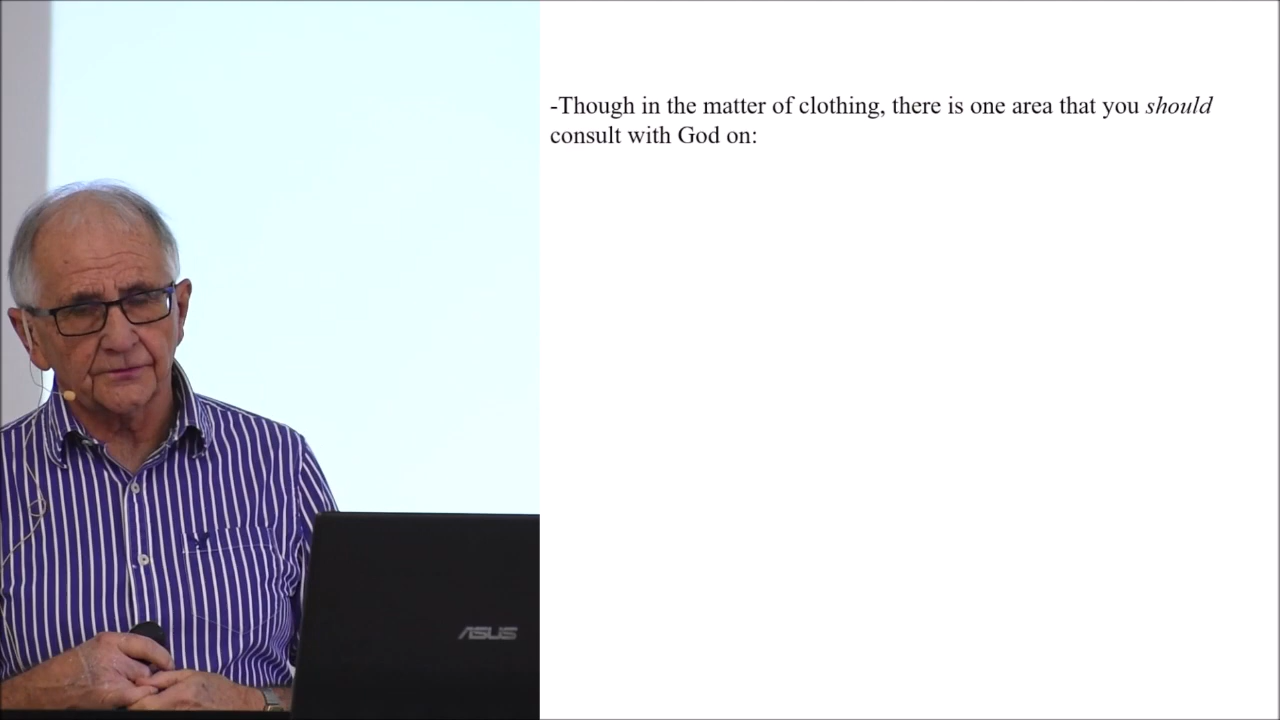 -Though in the matter of clothing, there is one area that you should
consult with God on:
ASUS